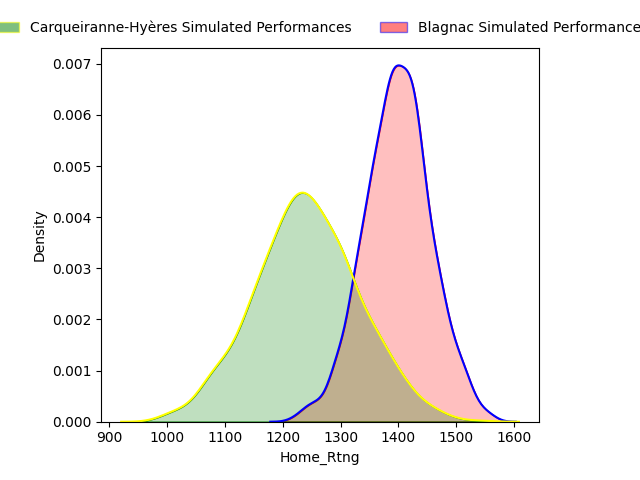 Carqueiranne-Hyères Simulated Performances
Blagnac Simulated Performance
0.007
0.006
0.005
0.004
0.003
0.002
0.001
0.000
Density
900 1000 1100 1200 1300 1400 1500 1600
Home_Rtng